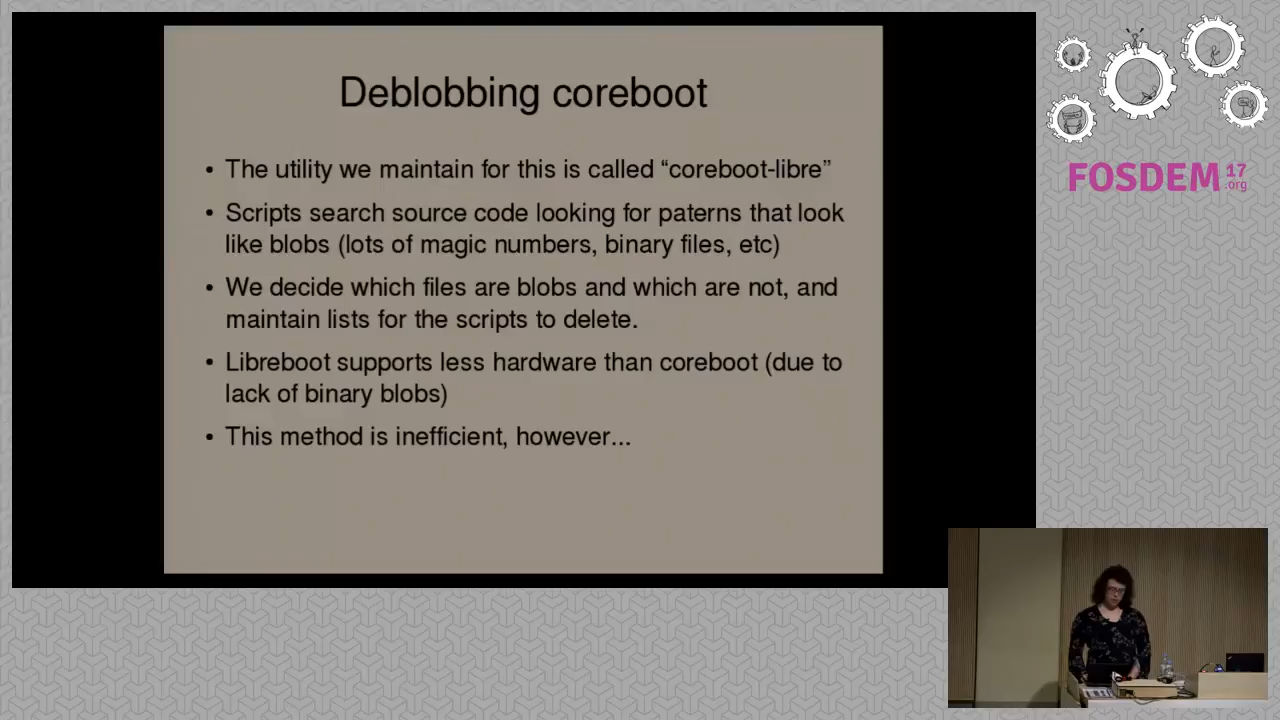 Deblobbing coreboot
• The utility we maintain for this is called “coreboot-libre”
• Scripts search source code looking for paterns that look
like blobs (lots of magic numbers, binary files, etc)
• We decide which files are blobs and which are not, and
maintain lists for the scripts to delete.
• Libreboot supports less hardware than coreboot (due to
lack of binary blobs)
• This method is inefficient, however...
FOSDEM 17
.org